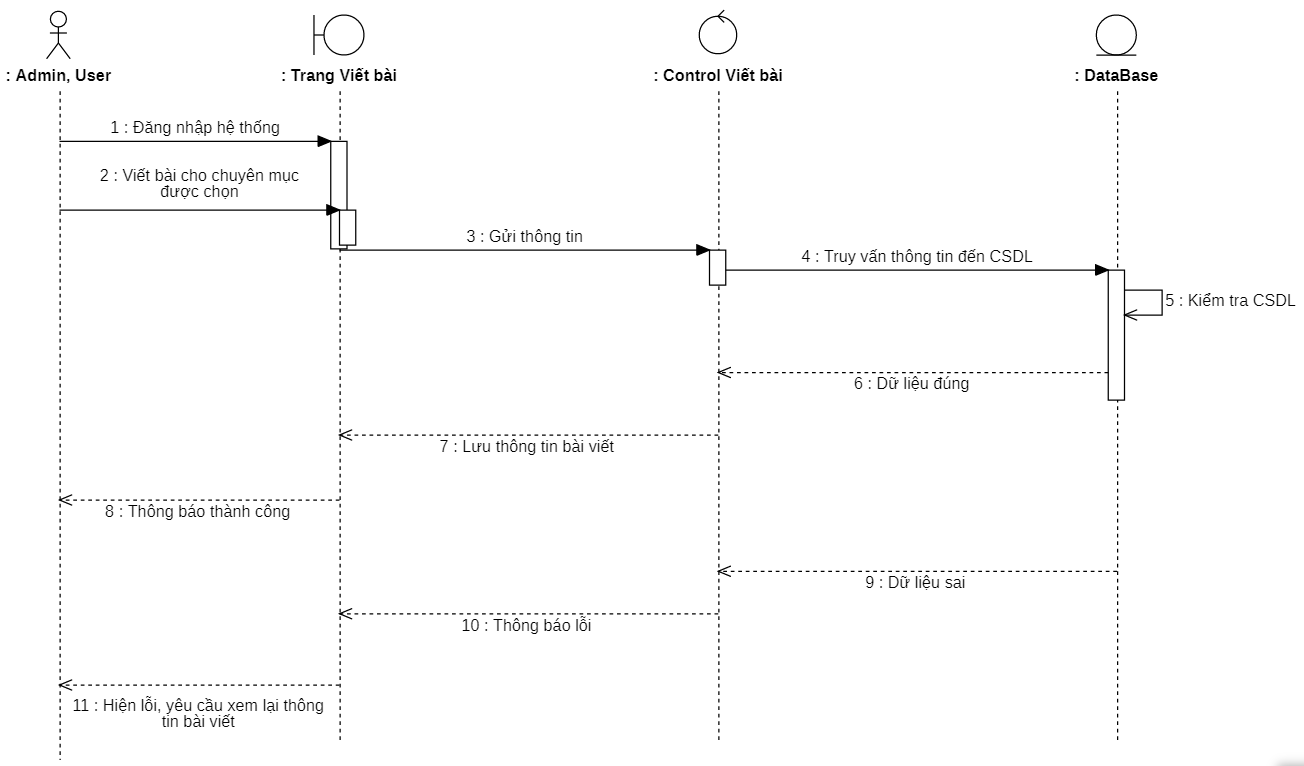 : Admin, User
: Trang Viết bài
: Control Viết bài
: DataBase
1 : Đăng nhập hệ thống
2 : Viết bài cho chuyên mục
được chọn
3 : Gửi thông tin
4 : Truy vấn thông tin đến CSDL
5 : Kiểm tra CSDL
6 : Dữ liệu đúng
7 : Lưu thông tin bài viết
8 : Thông báo thành công
9 : Dữ liệu sai
10 : Thông báo lỗi
11 : Hiện lỗi, yêu cầu xem lại thông
tin bài viết